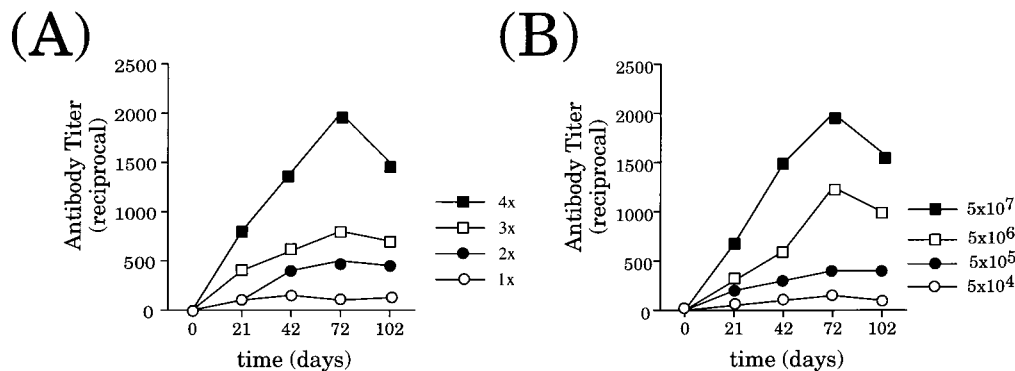 (A)
Antibody Titer
(reciprocal)
2500
2000
1500
1000
500
0
0 21 42 72 102
time (days)
4x
3x
2x
1x
(B)
Antibody Titer
(reciprocal)
2500
2000
1500
1000
500
0
0 21 42 72 102
time (days)
5x10⁷
5x10⁶
5x10⁵
5x10⁴